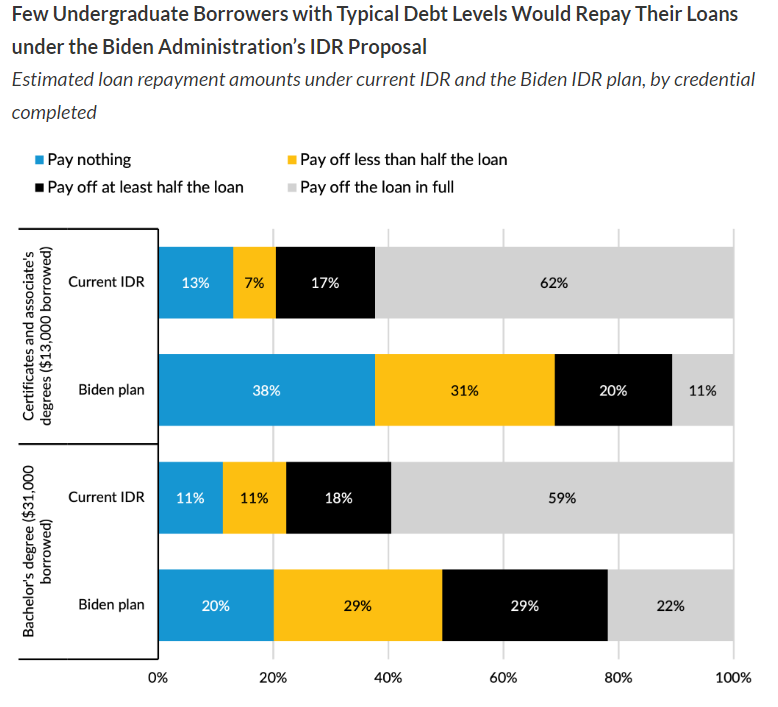 Few Undergraduate Borrowers with Typical Debt Levels Would Repay Their Loans
under the Biden Administration’s IDR Proposal
Estimated loan repayment amounts under current IDR and the Biden IDR plan, by credential
completed
Pay nothing
Pay off less than half the loan
Pay off at least half the loan
Pay off the loan in full
Certificates and associate's
degrees ($13,000 borrowed)
Current IDR
13%
7%
17%
62%
Biden plan
38%
31%
20%
11%
Bachelor's degree ($31,000
borrowed)
Current IDR
11%
11%
18%
59%
Biden plan
20%
29%
29%
22%
0%
20%
40%
60%
80%
100%